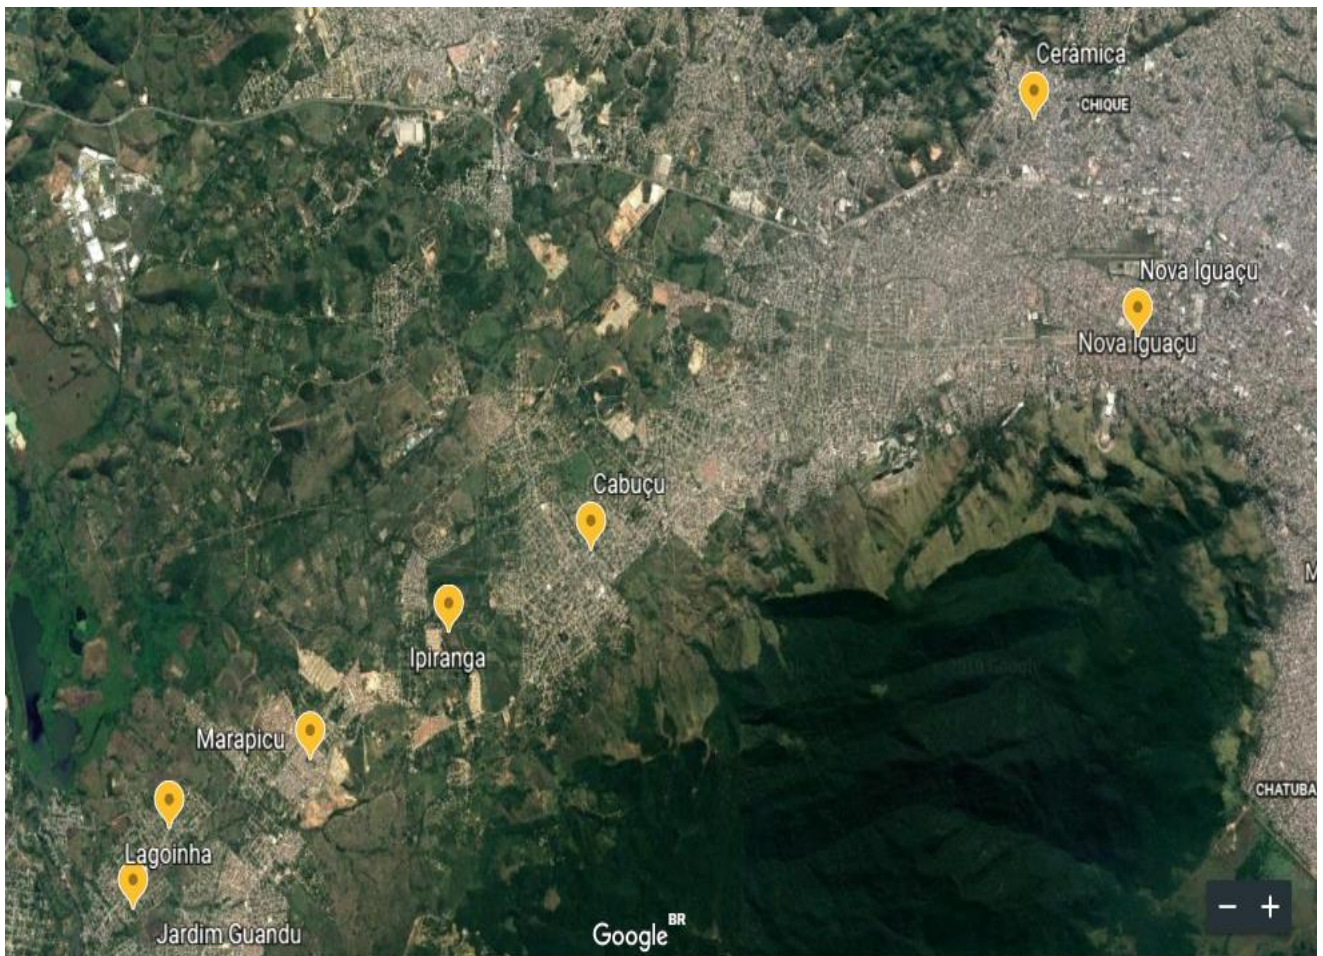 Cerâmica
CHIQUE
Nova Iguaçu
Nova Iguaçu
Cabuçu
Ipiranga
Marapicu
Lagoinha
CHATUBA
Jardim Guandu
Google
BR